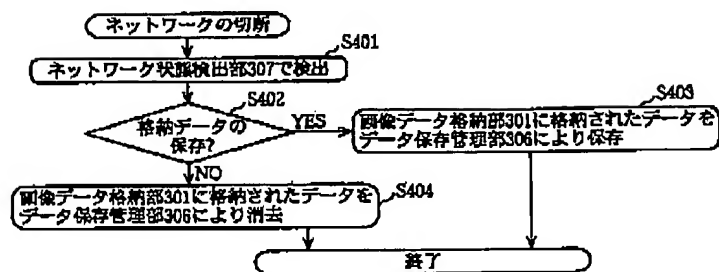 ネットワークの切断
S401
ネットワーク状態検出部307で検出
S402
格納データの
保存?
YES
S403
画像データ格納部301に格納されたデータを
データ保存管理部306により保存
NO
S404
画像データ格納部301に格納されたデータを
データ保存管理部306により消去
終了